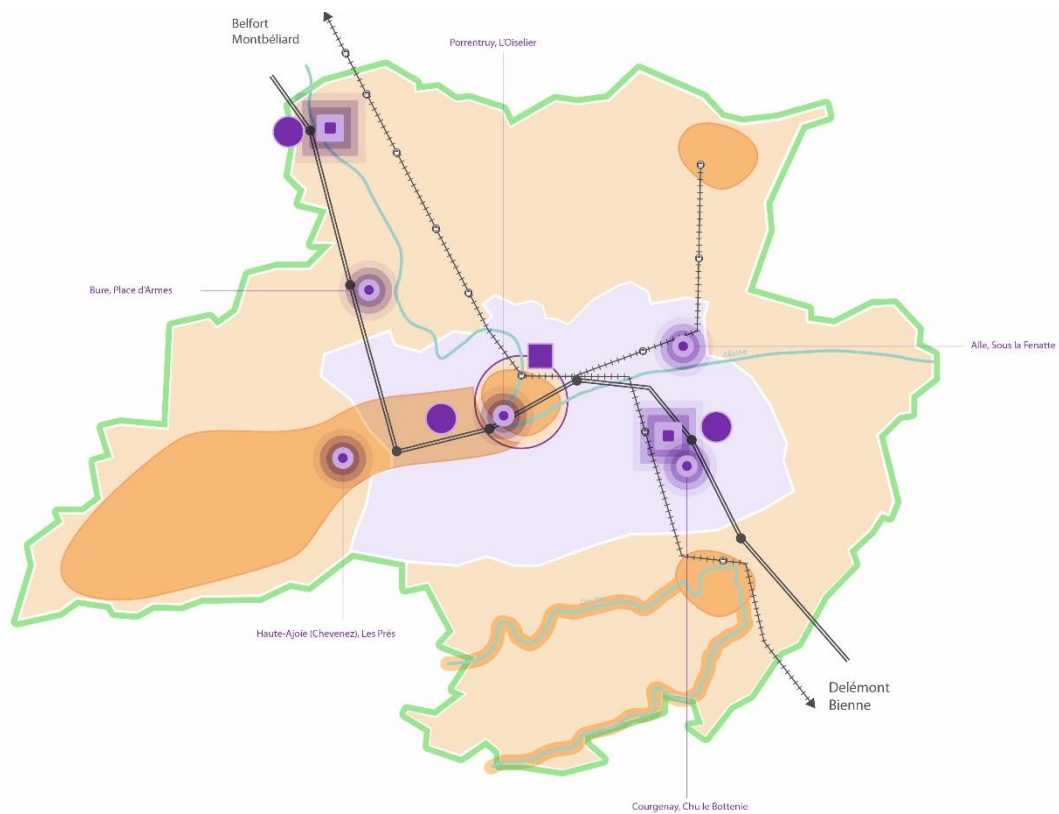 Belfort
Montbéliard
Porrentruy, L'Oiselier
Bure, Place d'Armes
Alle, Sous la Fenatte
Allaine
Haute-Ajoie (Chevenez), Les Prés
Doubs
Delémont
Bienne
Courgenay, Chu le Bottenie